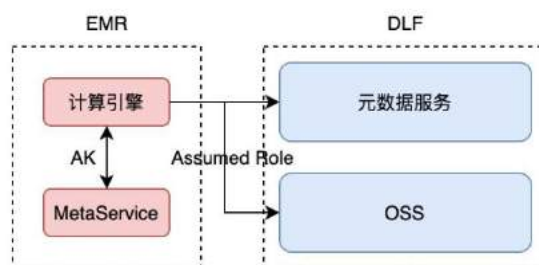 EMR
DLF
计算引擎
元数据服务
AK
Assumed Role
MetaService
OSS